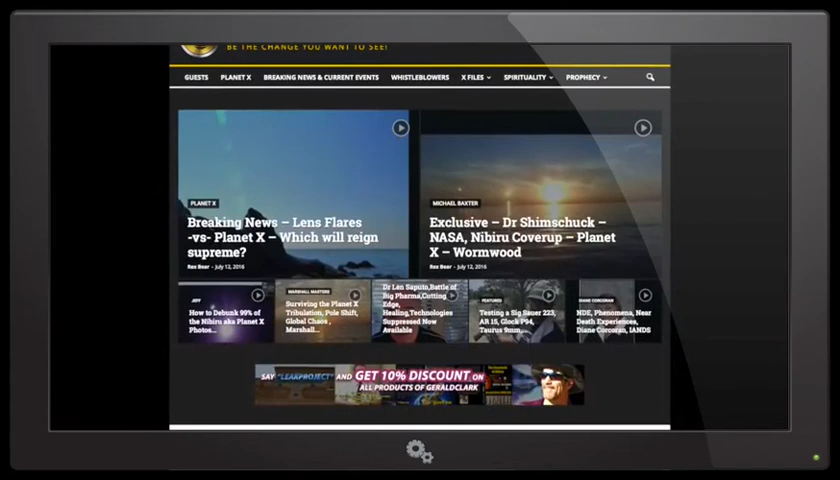 BE THE CHANGE YOU WANT TO SEE!
GUESTS PLANET X BREAKING NEWS & CURRENT EVENTS WHISTLEBLOWERS X FILES SPIRITUALITY PROPHECY
PLANET X
Breaking News – Lens Flares
-vs- Planet X – Which will reign
supreme?
Rex Bear - July 12, 2016
MICHAEL BAXTER
Exclusive – Dr Shimschuck –
NASA, Nibiru Coverup – Planet
X – Wormwood
Rex Bear - July 12, 2016
How to Debunk 99% of
the Nibiru aka Planet X
Photos...
MARSHALL MASTERS
Surviving the Planet X
Tribulation, Pole Shift,
Global Chaos ,
Marshall...
Dr Len Saputo,Battle of
Big Pharma,Cutting
Edge,
Healing,Technologies
Suppressed Now
Available
FEATURED
Testing a Sig Sauer 223,
AR 15, Glock P94,
Taurus 9mm...
DIANE CORCORAN
NDE, Phenomena, Near
Death Experiences,
Diane Corcoran, IANDS
SAY "LEAKPROJECT" AND GET 10% DISCOUNT ON
ALL PRODUCTS OF GERALDCLARK